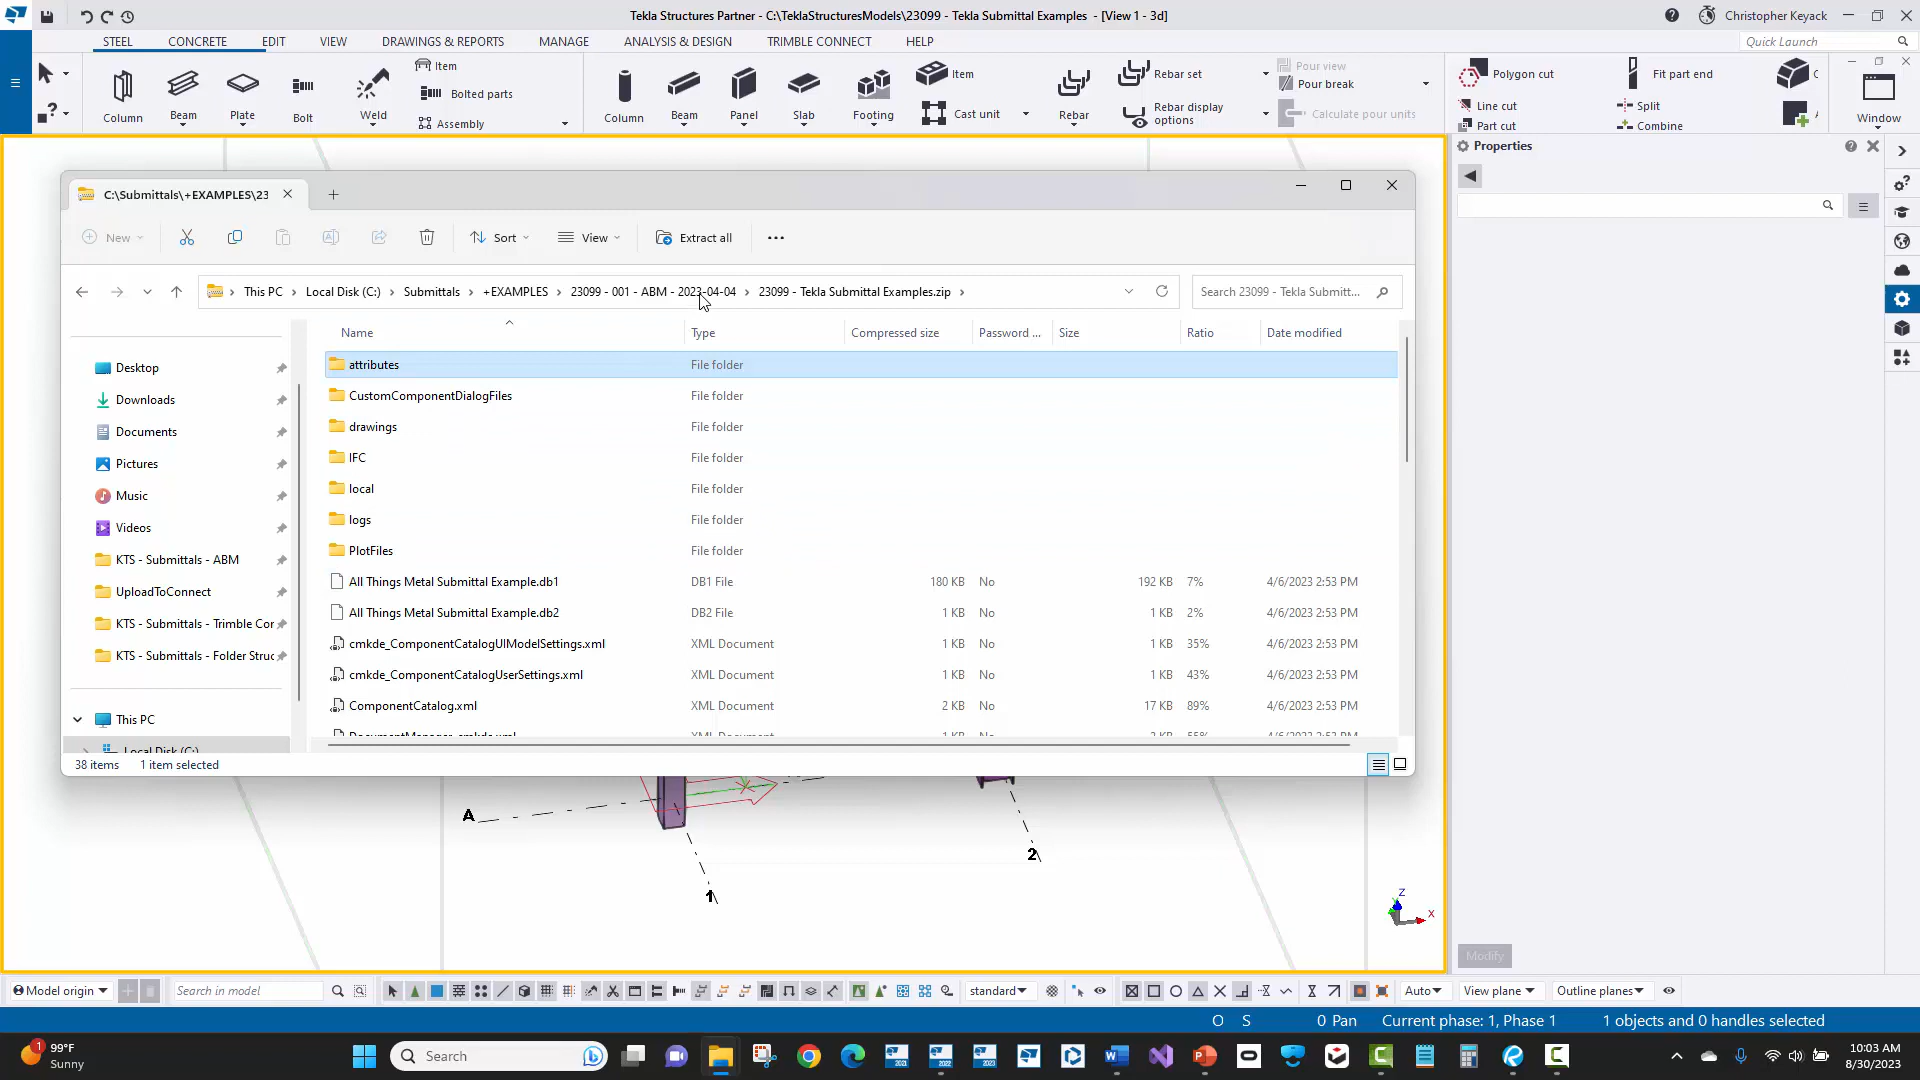 Tekla Structures Partner - C:\TeklaStructuresModels\23099 - Tekla Submittal Examples - [View 1 - 3d]
Christopher Keyack
STEEL CONCRETE EDIT VIEW DRAWINGS & REPORTS MANAGE ANALYSIS & DESIGN TRIMBLE CONNECT HELP
Quick Launch
Column
Beam
Plate
Bolt
Weld
Item
Bolted parts
Assembly
Column
Beam
Panel
Slab
Footing
Item
Cast unit
Rebar
Rebar set
Rebar display
options
Pour view
Pour break
Calculate pour units
Polygon cut
Line cut
Part cut
Fit part end
Split
Combine
Window
Properties
C:\Submittals\+EXAMPLES\23
New
Sort
View
Extract all
This PC > Local Disk (C:) > Submittals > +EXAMPLES > 23099 - 001 - ABM - 2023-04-04 > 23099 - Tekla Submittal Examples.zip >
Search 23099 - Tekla Submitt...
Name Type Compressed size Password ... Size Ratio Date modified
Desktop
Downloads
Documents
Pictures
Music
Videos
KTS - Submittals - ABM
UploadToConnect
KTS - Submittals - Trimble Cor
KTS - Submittals - Folder Struc
This PC
Local Disk (C:)
attributes File folder
CustomComponentDialogFiles File folder
drawings File folder
IFC File folder
local File folder
logs File folder
PlotFiles File folder
All Things Metal Submittal Example.db1 DB1 File 180 KB No 192 KB 7% 4/6/2023 2:53 PM
All Things Metal Submittal Example.db2 DB2 File 1 KB No 1 KB 2% 4/6/2023 2:53 PM
cmkde_ComponentCatalogUIModelSettings.xml XML Document 1 KB No 1 KB 35% 4/6/2023 2:53 PM
cmkde_ComponentCatalogUserSettings.xml XML Document 1 KB No 1 KB 43% 4/6/2023 2:53 PM
ComponentCatalog.xml XML Document 2 KB No 17 KB 89% 4/6/2023 2:53 PM
38 items 1 item selected
A
1
2
Z
X
Modify
Model origin
Search in model
standard
Auto
View plane
Outline planes
O S 0 Pan Current phase: 1, Phase 1 1 objects and 0 handles selected
1
99°F
Sunny
Search
10:03 AM
8/30/2023